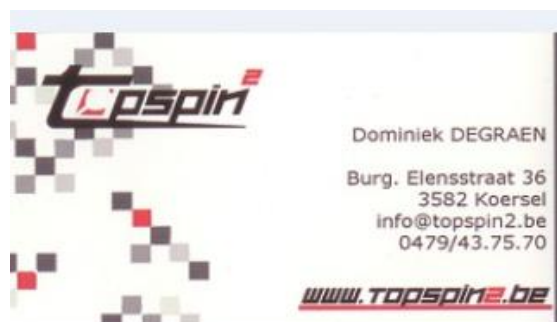 topspin²
Dominiek DEGRAEN
Burg. Elensstraat 36
3582 Koersel
info@topspin2.be
0479/43.75.70
www.topspin2.be